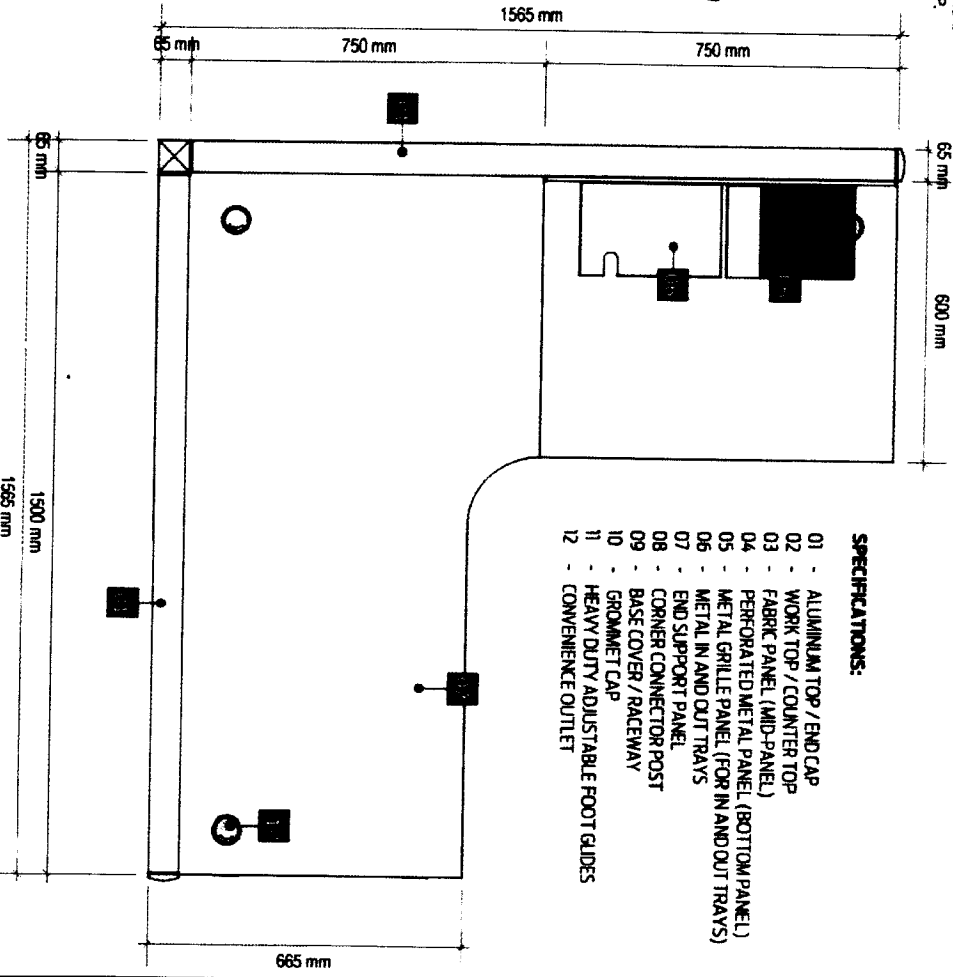 1565 mm
65 mm
750 mm
750 mm
65 mm
600 mm
65 mm
1500 mm
1565 mm
665 mm
SPECIFICATIONS:
01 - ALUMINUM TOP / END CAP
02 - WORK TOP / COUNTER TOP
03 - FABRIC PANEL (MID-PANEL)
04 - PERFORATED METAL PANEL (BOTTOM PANEL)
05 - METAL GRILLE PANEL (FOR IN AND OUT TRAYS)
06 - METAL IN AND OUT TRAYS
07 - END SUPPORT PANEL
08 - CORNER CONNECTOR POST
09 - BASE COVER / RACEWAY
10 - GROMMET CAP
11 - HEAVY DUTY ADJUSTABLE FOOT GLIDES
12 - CONVENIENCE OUTLET